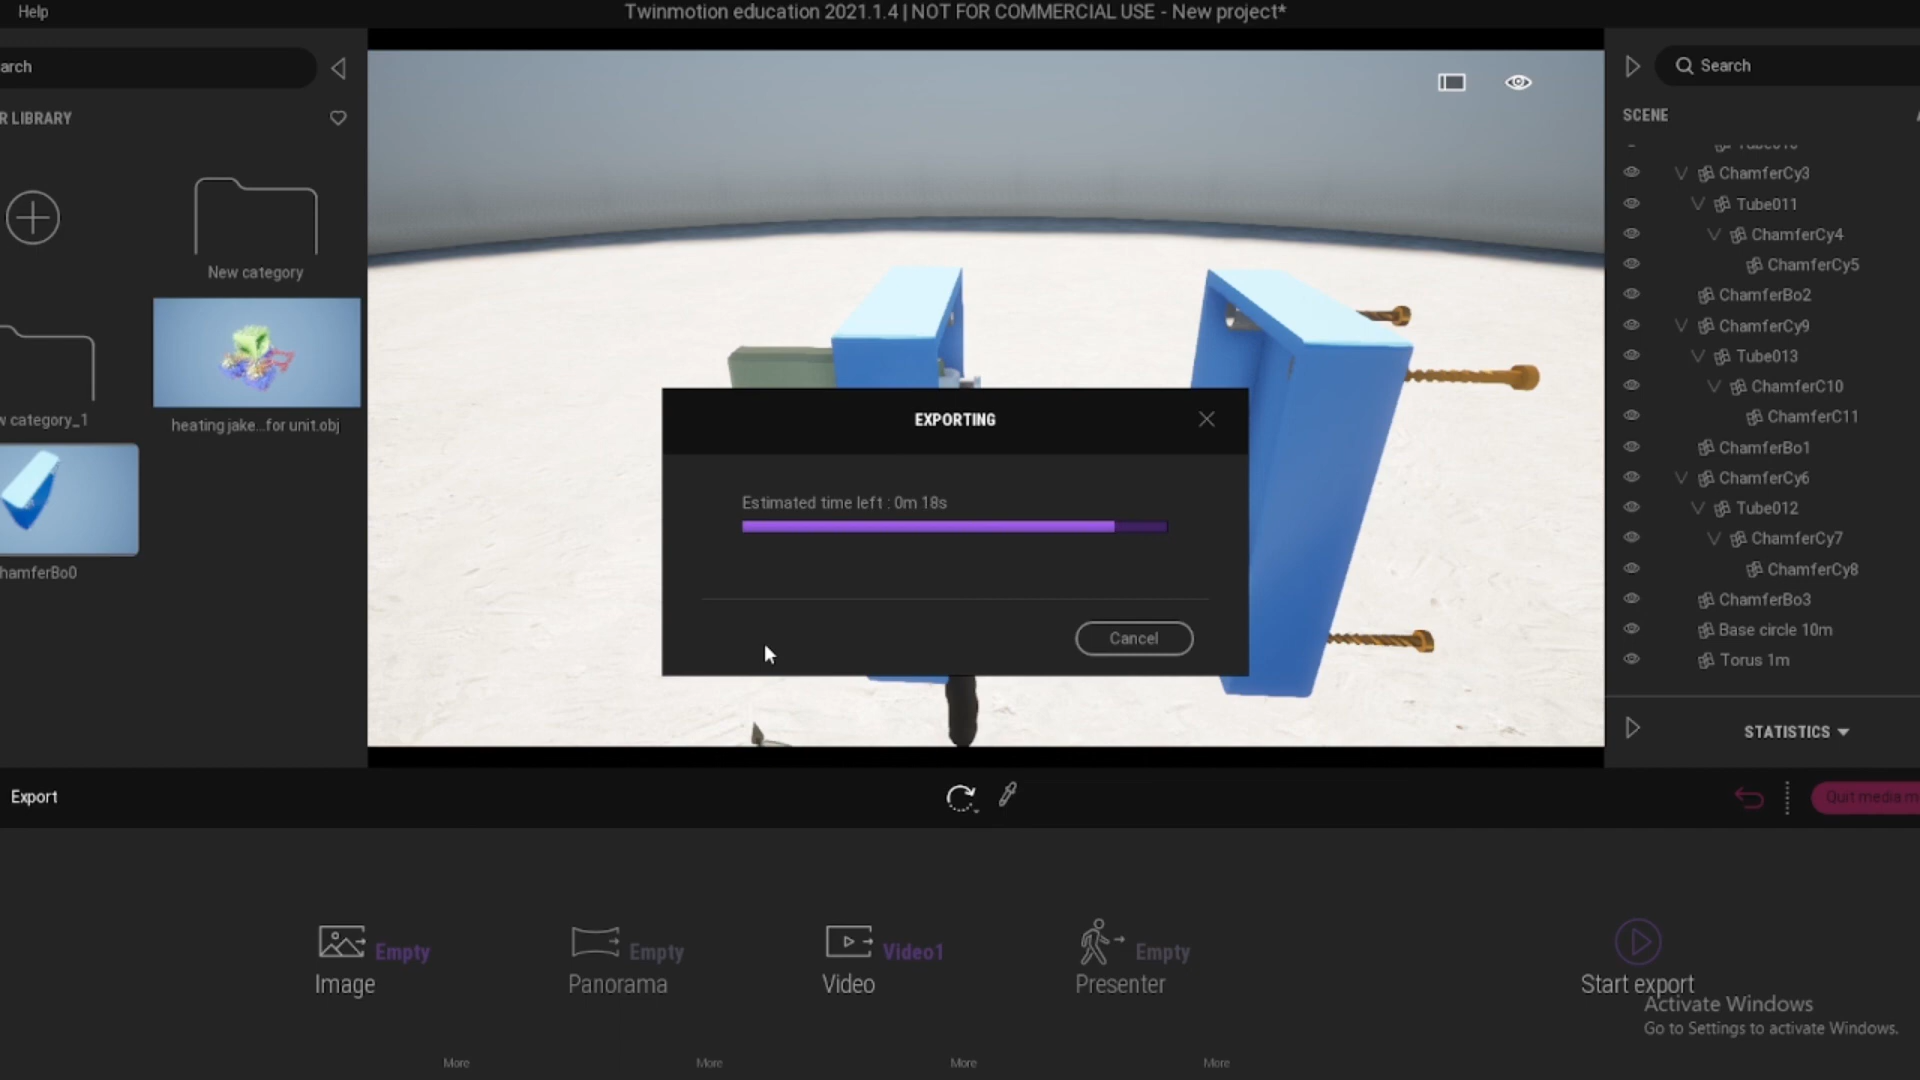 Help
Twinmotion education 2021.1.4 | NOT FOR COMMERCIAL USE - New project*
arch
R LIBRARY
New category
w category_1
heating jake...for unit.obj
hamferBo0
Search
SCENE
ChamferCy3
Tube011
ChamferCy4
ChamferCy5
ChamferBo2
ChamferCy9
Tube013
ChamferC10
ChamferC11
ChamferBo1
ChamferCy6
Tube012
ChamferCy7
ChamferCy8
ChamferBo3
Base circle 10m
Torus 1m
STATISTICS
EXPORTING
Estimated time left : 0m 18s
Cancel
Export
Quit media m
Empty
Image
Empty
Panorama
Video1
Video
Empty
Presenter
Start export
Activate Windows
Go to Settings to activate Windows.
More
More
More
More